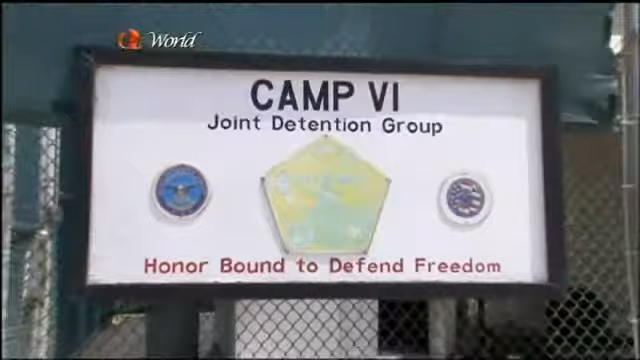 World
CAMP VI
Joint Detention Group
Honor Bound to Defend Freedom